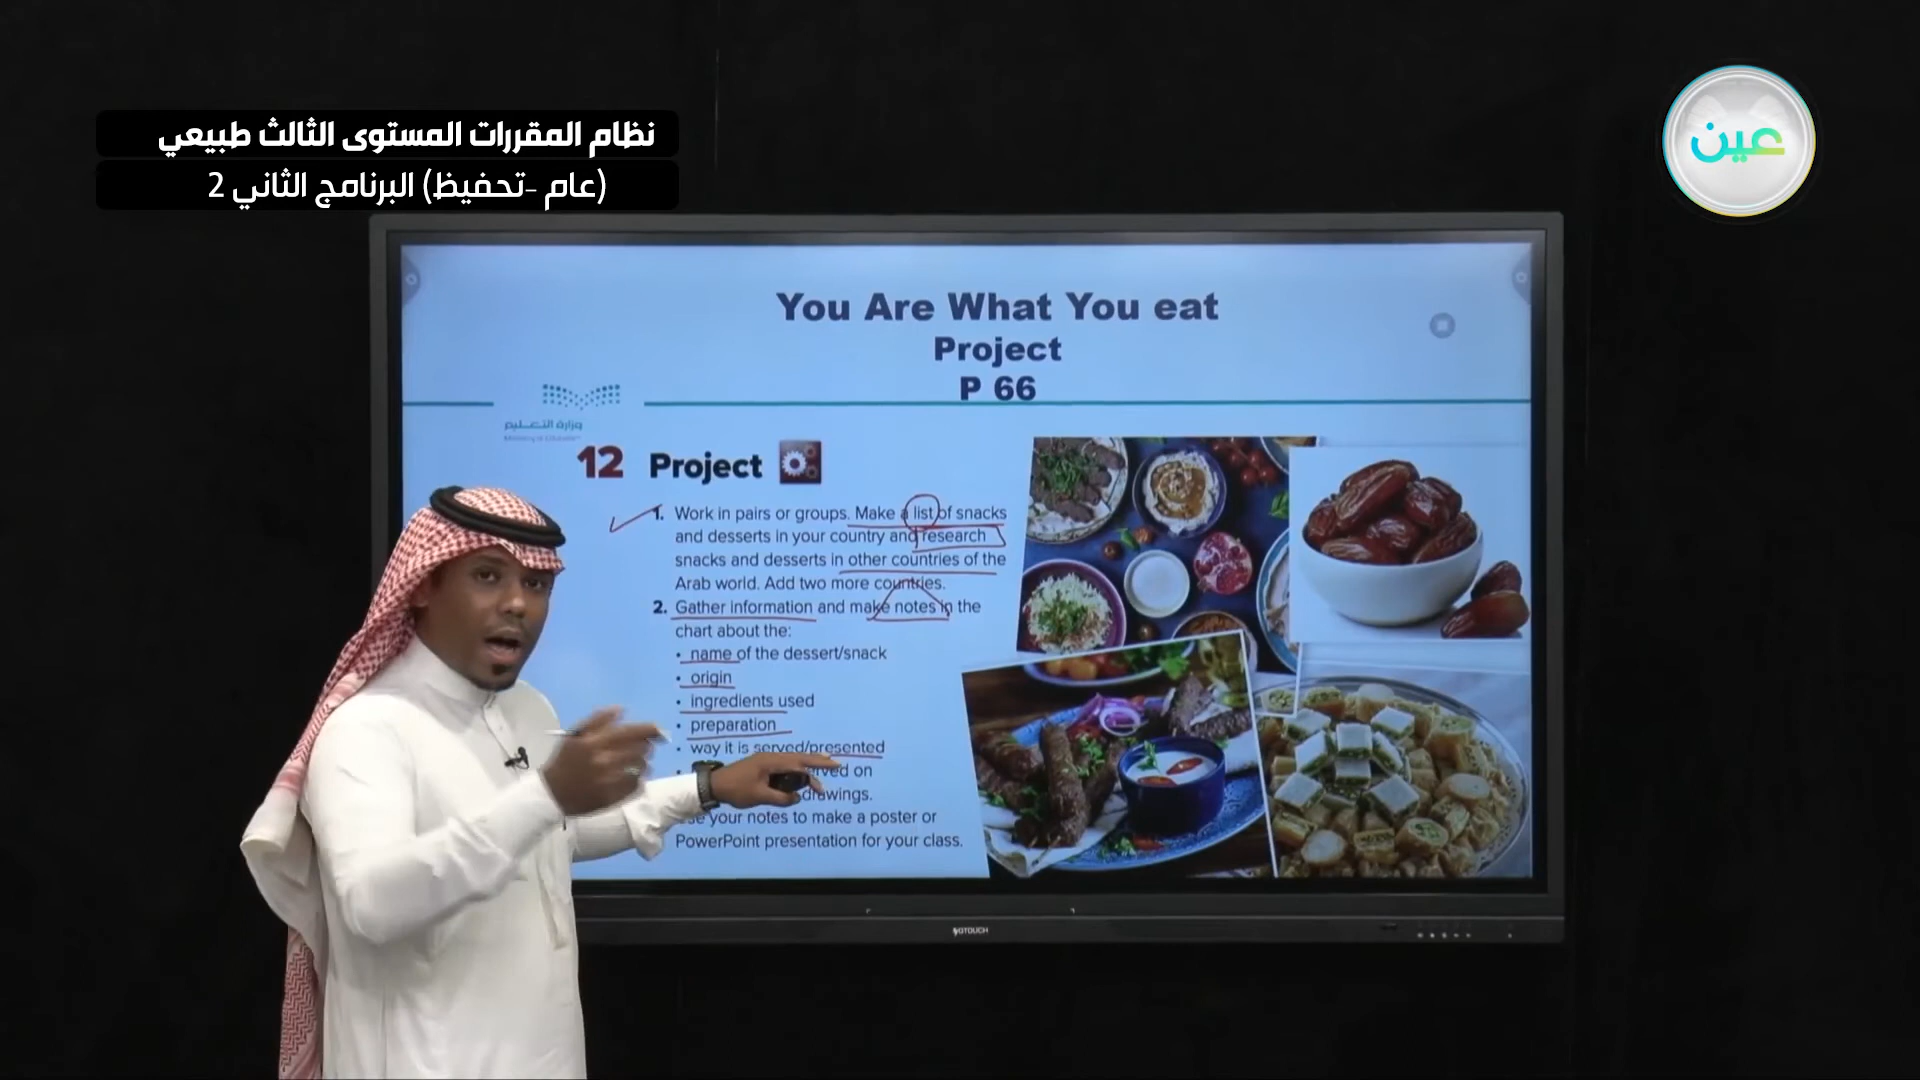 نظام المقررات المستوى الثالث طبيعي
(عام -تحفيظ) البرنامج الثاني 2
عين
You Are What You eat
Project
P 66
وزارة التعليم
Ministry of Education
12 Project
1. Work in pairs or groups. Make a list of snacks
and desserts in your country and research
snacks and desserts in other countries of the
Arab world. Add two more countries.
2. Gather information and make notes in the
chart about the:
• name of the dessert/snack
• origin
• ingredients used
• preparation
• way it is served/presented
served on
drawings.
your notes to make a poster or
PowerPoint presentation for your class.